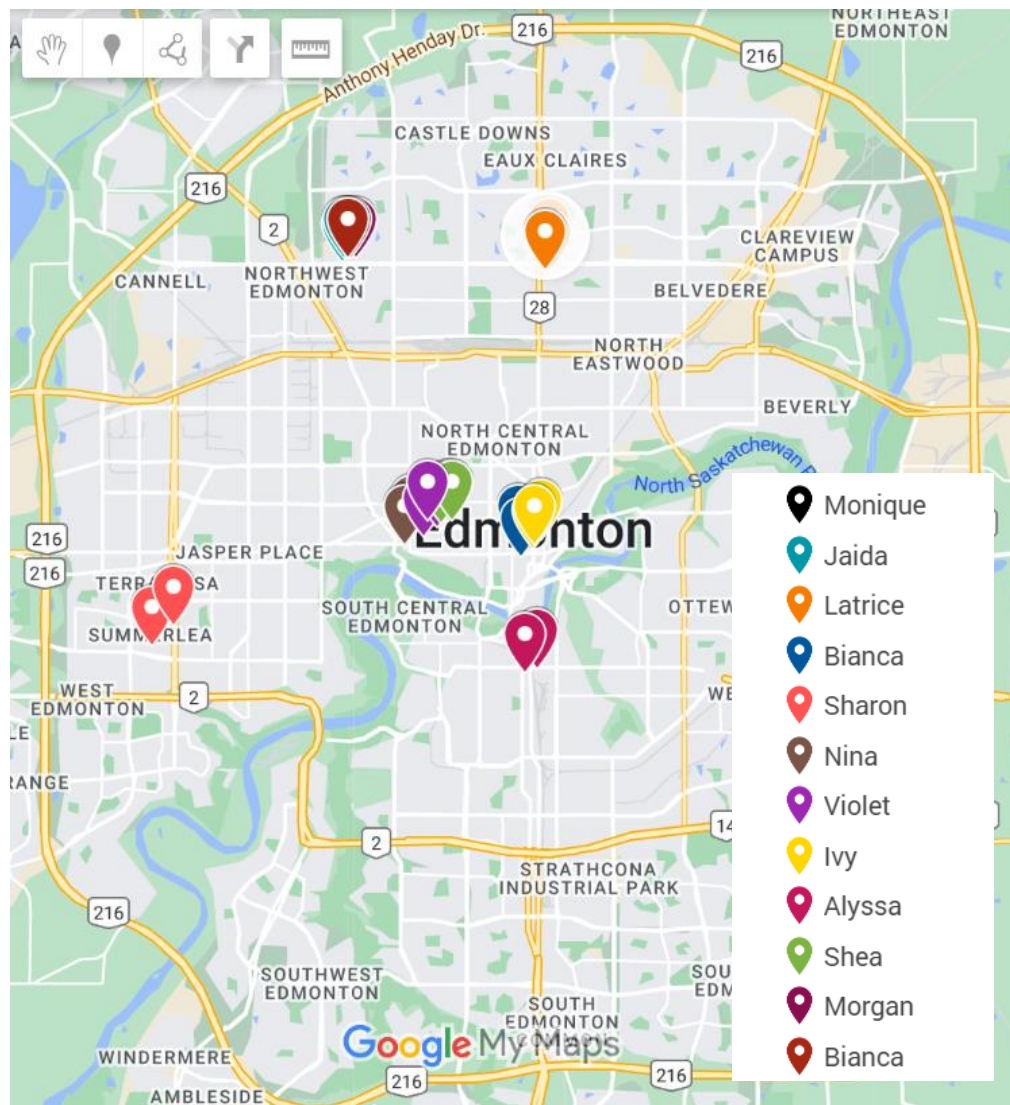 NORTHEAST
EDMONTON
216
216
Anthony Henday Dr.
CASTLE DOWNS
EAUX CLAIRES
216
2
CLAREVIEW
CAMPUS
NORTHWEST
EDMONTON
CANNELL
BELVEDERE
28
NORTH
EASTWOOD
BEVERLY
NORTH CENTRAL
EDMONTON
North Saskatchewan
Edmonton
216
JASPER PLACE
216
SOUTH CENTRAL
EDMONTON
SUMMERLEA
WEST
EDMONTON
2
2
STRATHCONA
INDUSTRIAL PARK
216
SOUTHWEST
EDMONTON
SOUTH
EDMONTON
COMMON
Google My Maps
WINDERMERE
216
216
AMBLESIDE
Monique
Jaida
Latrice
Bianca
Sharon
Nina
Violet
Ivy
Alyssa
Shea
Morgan
Bianca